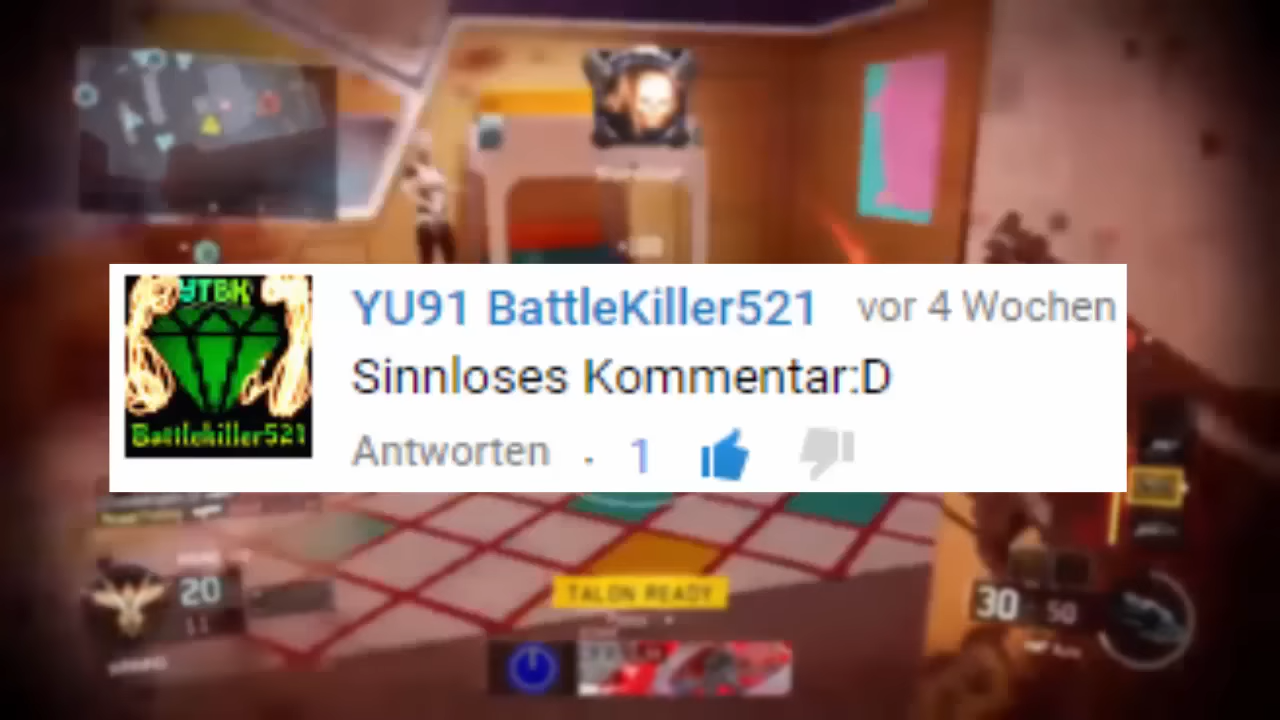 YTBK
Battlekiller521
YU91 BattleKiller521 vor 4 Wochen
Sinnloses Kommentar:D
Antworten · 1
20
TALON READY
30 50